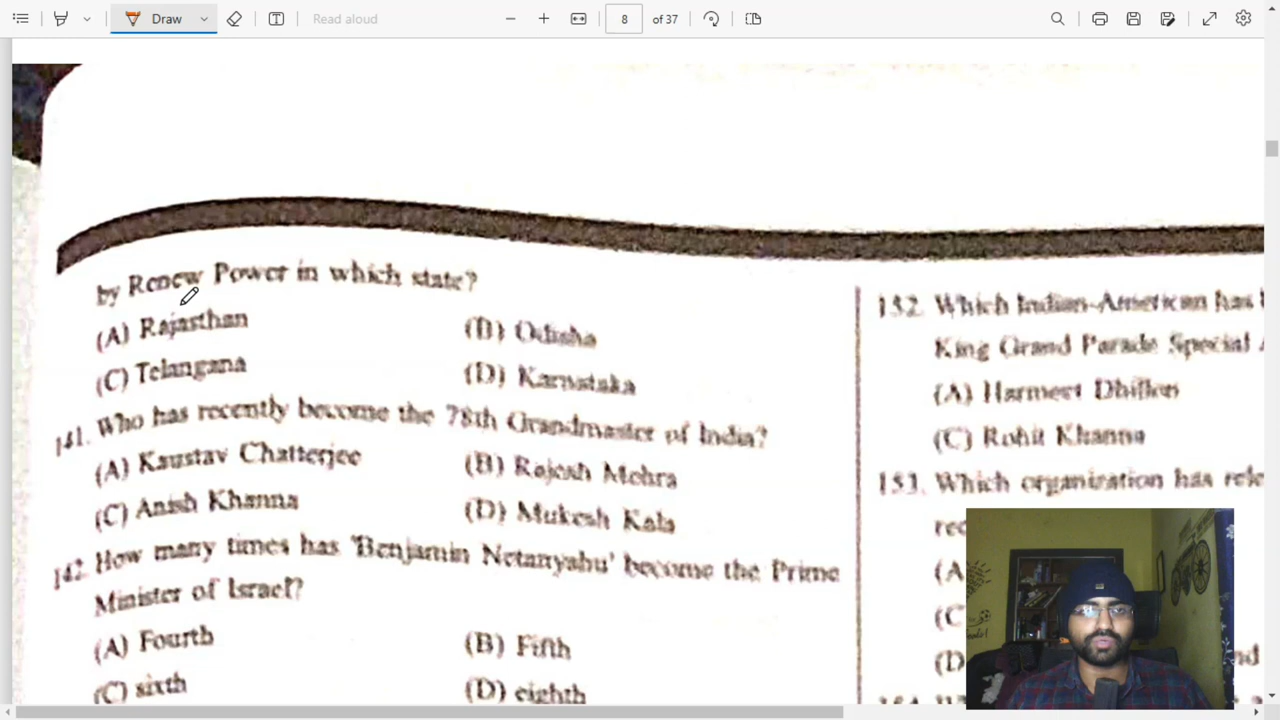 Draw
Read aloud
8 of 37
by Renew Power in which state?
(A) Rajasthan
(B) Odisha
(C) Telangana
(D) Karnataka
141. Who has recently become the 78th Grandmaster of India?
(A) Kaustav Chatterjee
(B) Rajesh Mehra
(C) Anish Khanna
(D) Mukesh Kala
142. How many times has 'Benjamin Netanyahu' become the Prime
Minister of Israel?
(A) Fourth
(B) Fifth
(C) sixth
(D) eighth
152. Which Indian-American has
King Grand Parade Special
(A) Harmeet Dhillon
(C) Rohit Khanna
153. Which organization has rele
rec
(A
(C
(D
nd